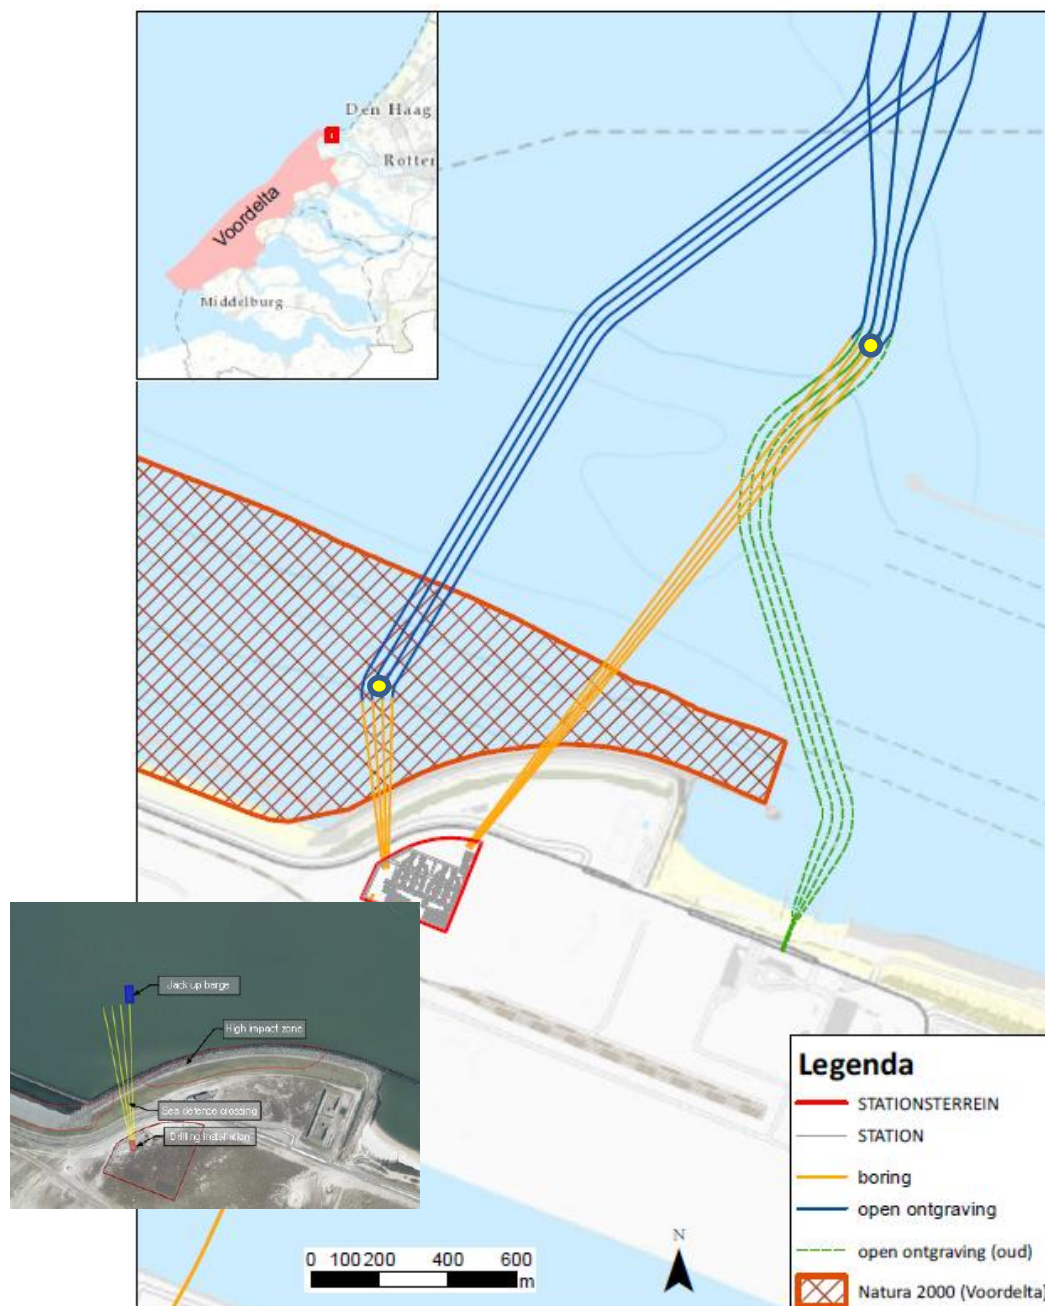 Den Haag
Rotter
Voordelta
Middelburg
Jack up barge
High impact zone
Sea defence crossing
Drilling installation
Legenda
STATIONSTERREIN
STATION
boring
open ontgraving
open ontgraving (oud)
Natura 2000 (Voordelta)
N
0 100 200 400 600
m